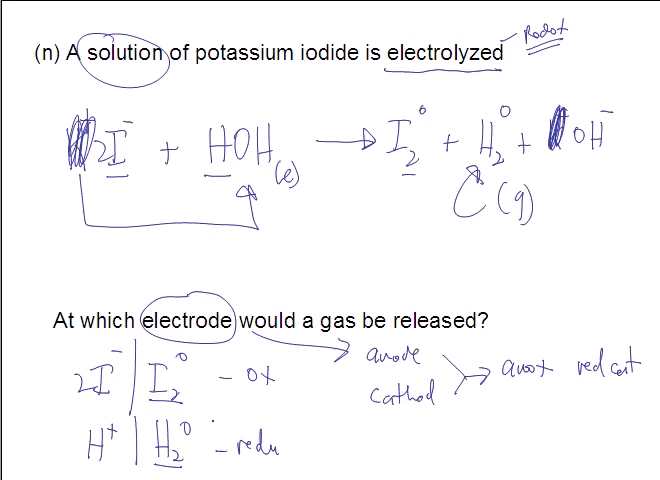 (n) A solution of potassium iodide is electrolyzed - Redox
2I⁻ + HOH(l) → I₂⁰ + H₂⁰ + OH⁻
(g)
At which electrode would a gas be released?
2I⁻ | I₂⁰ - ox
anode
cathod
anox red cat
H⁺ | H₂⁰ - redu